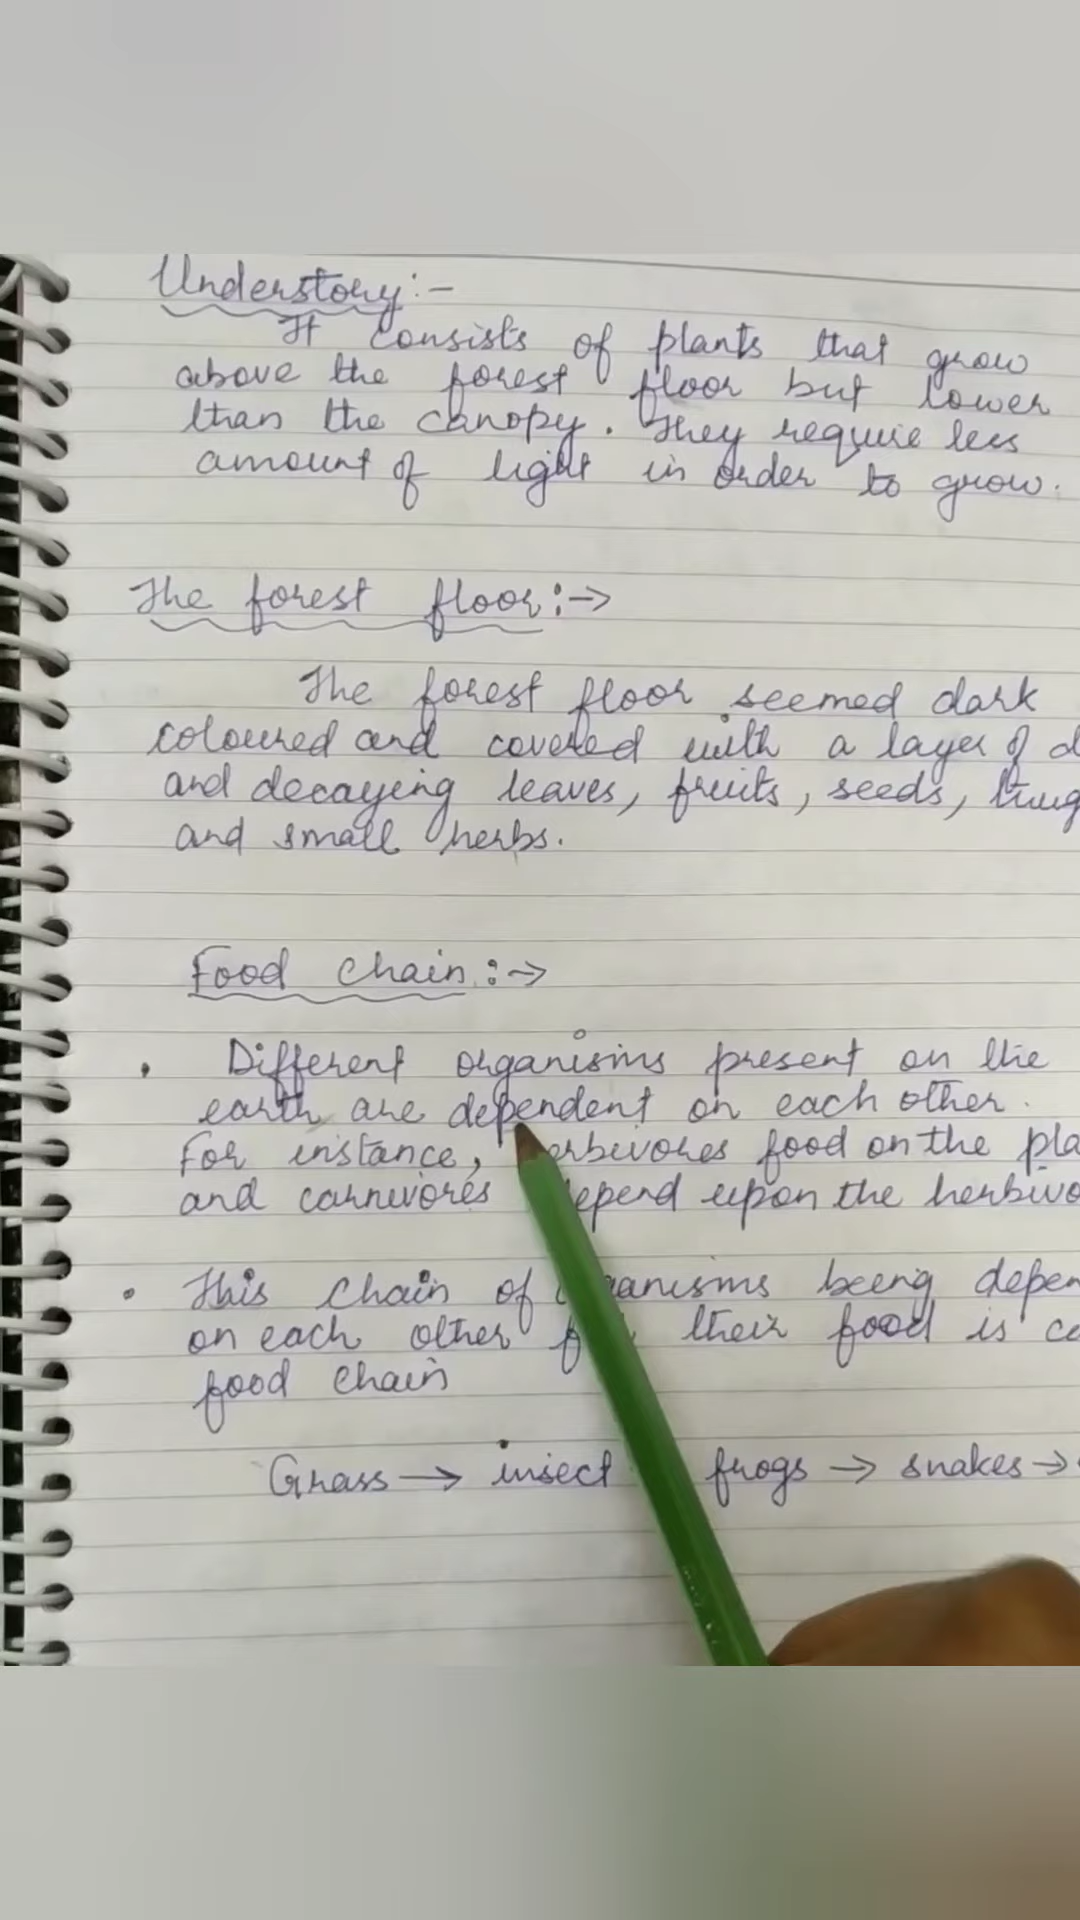 Understory:-
It consists of plants that grow
above the forest floor but lower
than the canopy. They require less
amount of light in order to grow.
The forest floor:→
The forest floor seemed dark
coloured and covered with a layer of
and decaying leaves, fruits, seeds,
and small herbs.
Food Chain:→
• Different organisms present on the
earth are dependent on each other.
For instance, food on the
and carnivores depend upon the
• This chain of organisms being
on each other their food is
food chain
Grass → insect frogs → snakes →